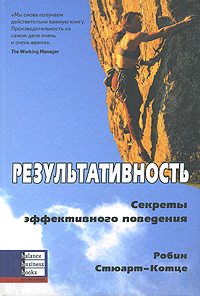 «Мы снова получаем
действительно важную книгу.
Производительность на
самом деле очень
и очень важна».
The Working Manager
РЕЗУЛЬТАТИВНОСТЬ
Секреты
эффективного поведения
Робин
Стюарт-Котце
Balance
Business
Books